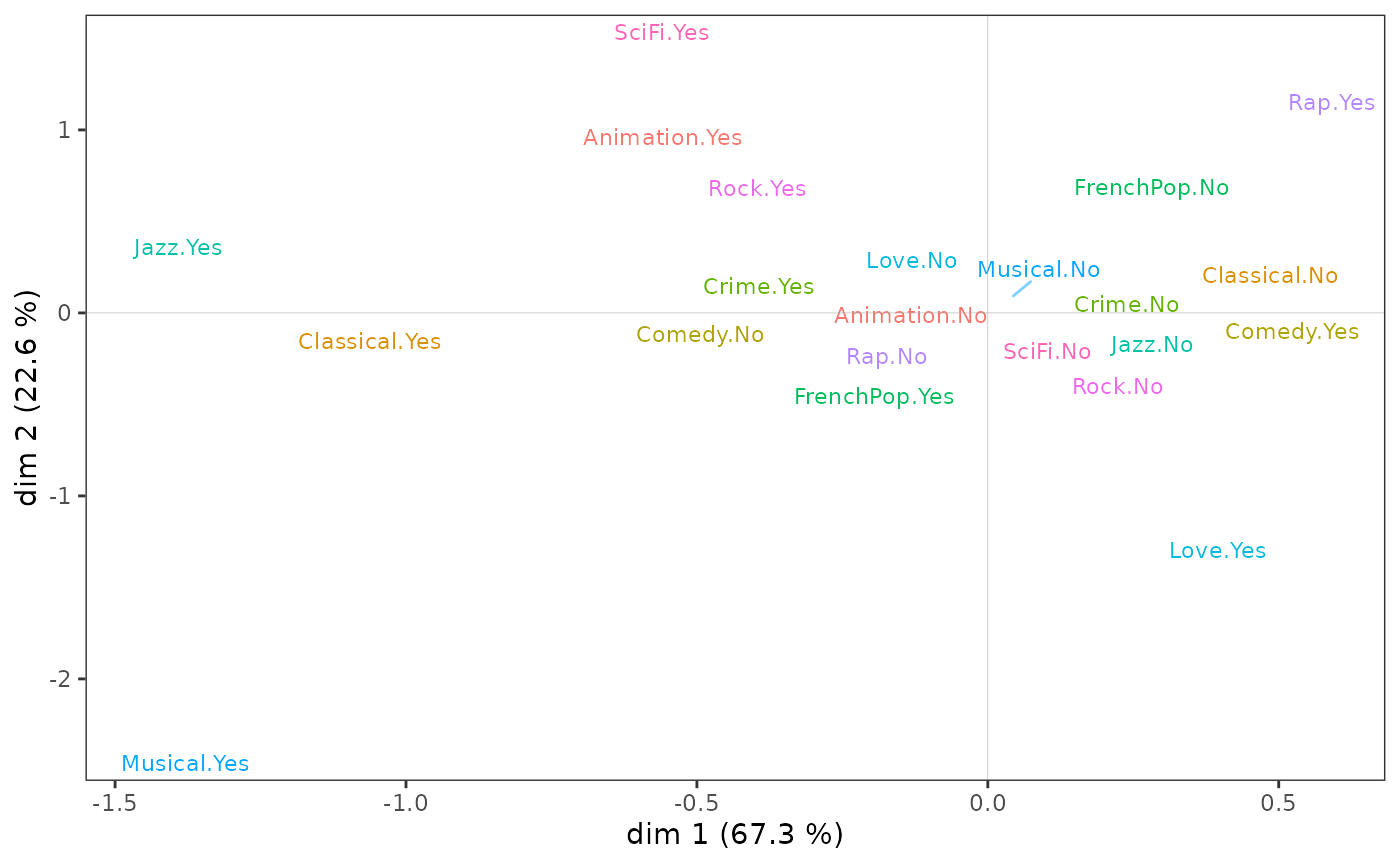 SciFi.Yes
Rap.Yes
1
Animation.Yes
Rock.Yes
FrenchPop.No
Jazz.Yes
Love.No
Musical.No
Classical.No
Crime.Yes
Crime.No
0
Animation.No
Comedy.No
Comedy.Yes
Classical.Yes
Rap.No
SciFi.No
Jazz.No
Rock.No
FrenchPop.Yes
dim 2 (22.6 %)
-1
Love.Yes
-2
Musical.Yes
-1.5 -1.0 -0.5 0.0 0.5
dim 1 (67.3 %)